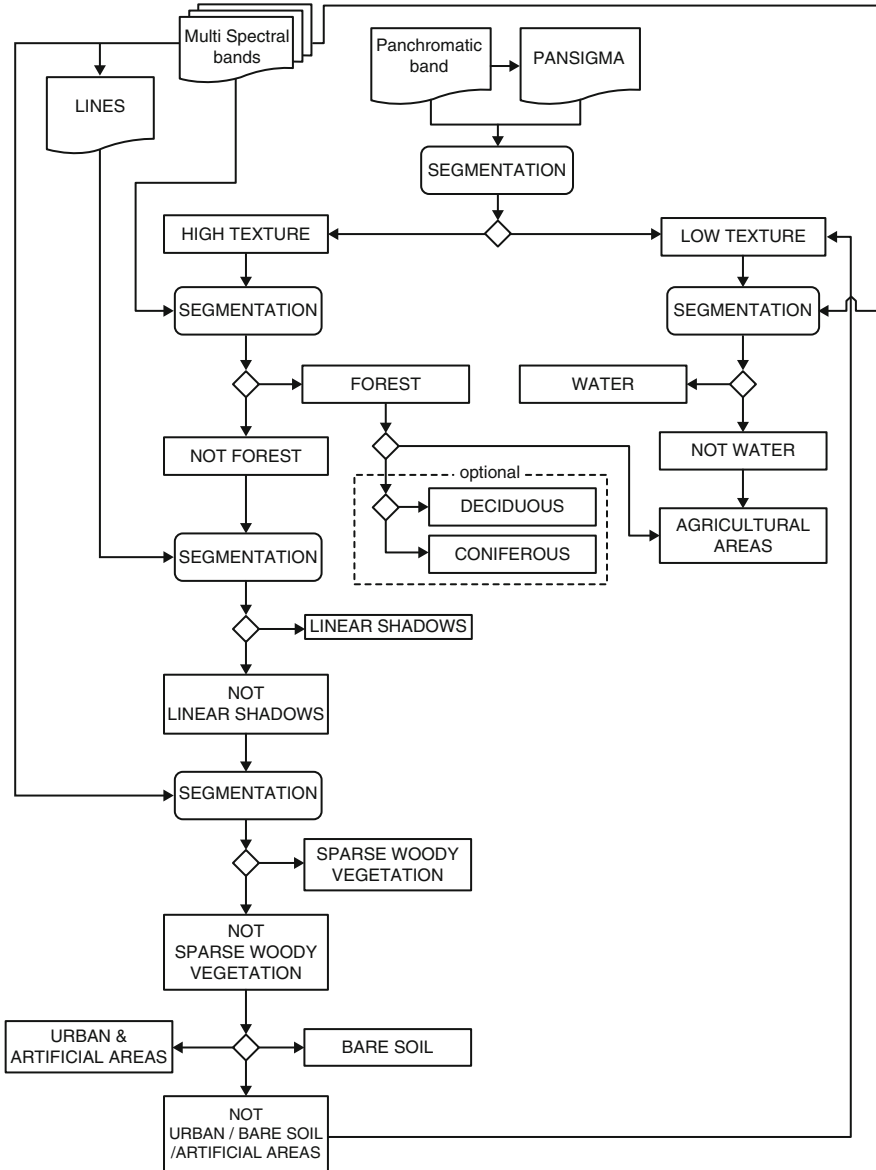 Multi Spectral
bands
Panchromatic
band
PANSIGMA
LINES
SEGMENTATION
HIGH TEXTURE
LOW TEXTURE
SEGMENTATION
SEGMENTATION
FOREST
WATER
NOT FOREST
NOT WATER
optional
DECIDUOUS
CONIFEROUS
AGRICULTURAL
AREAS
SEGMENTATION
LINEAR SHADOWS
NOT
LINEAR SHADOWS
SEGMENTATION
SPARSE WOODY
VEGETATION
NOT
SPARSE WOODY
VEGETATION
URBAN &
ARTIFICIAL AREAS
BARE SOIL
NOT
URBAN / BARE SOIL
/ARTIFICIAL AREAS